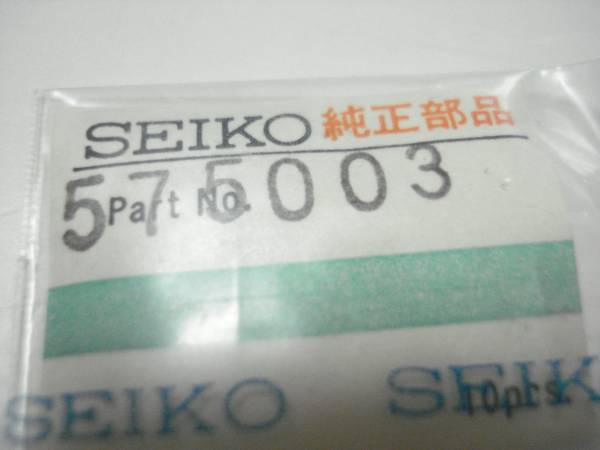 SEIKO 純正部品
Part No. 575003
SEIKO SEIK
10pcs.